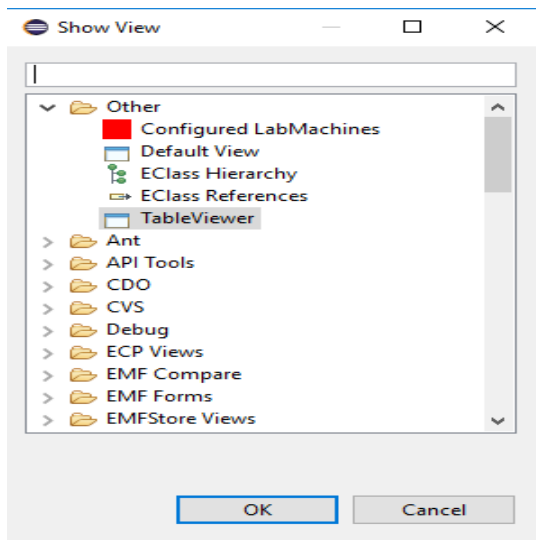 Show View
Other
Configured LabMachines
Default View
EClass Hierarchy
EClass References
TableViewer
Ant
API Tools
CDO
CVS
Debug
ECP Views
EMF Compare
EMF Forms
EMFStore Views
OK Cancel